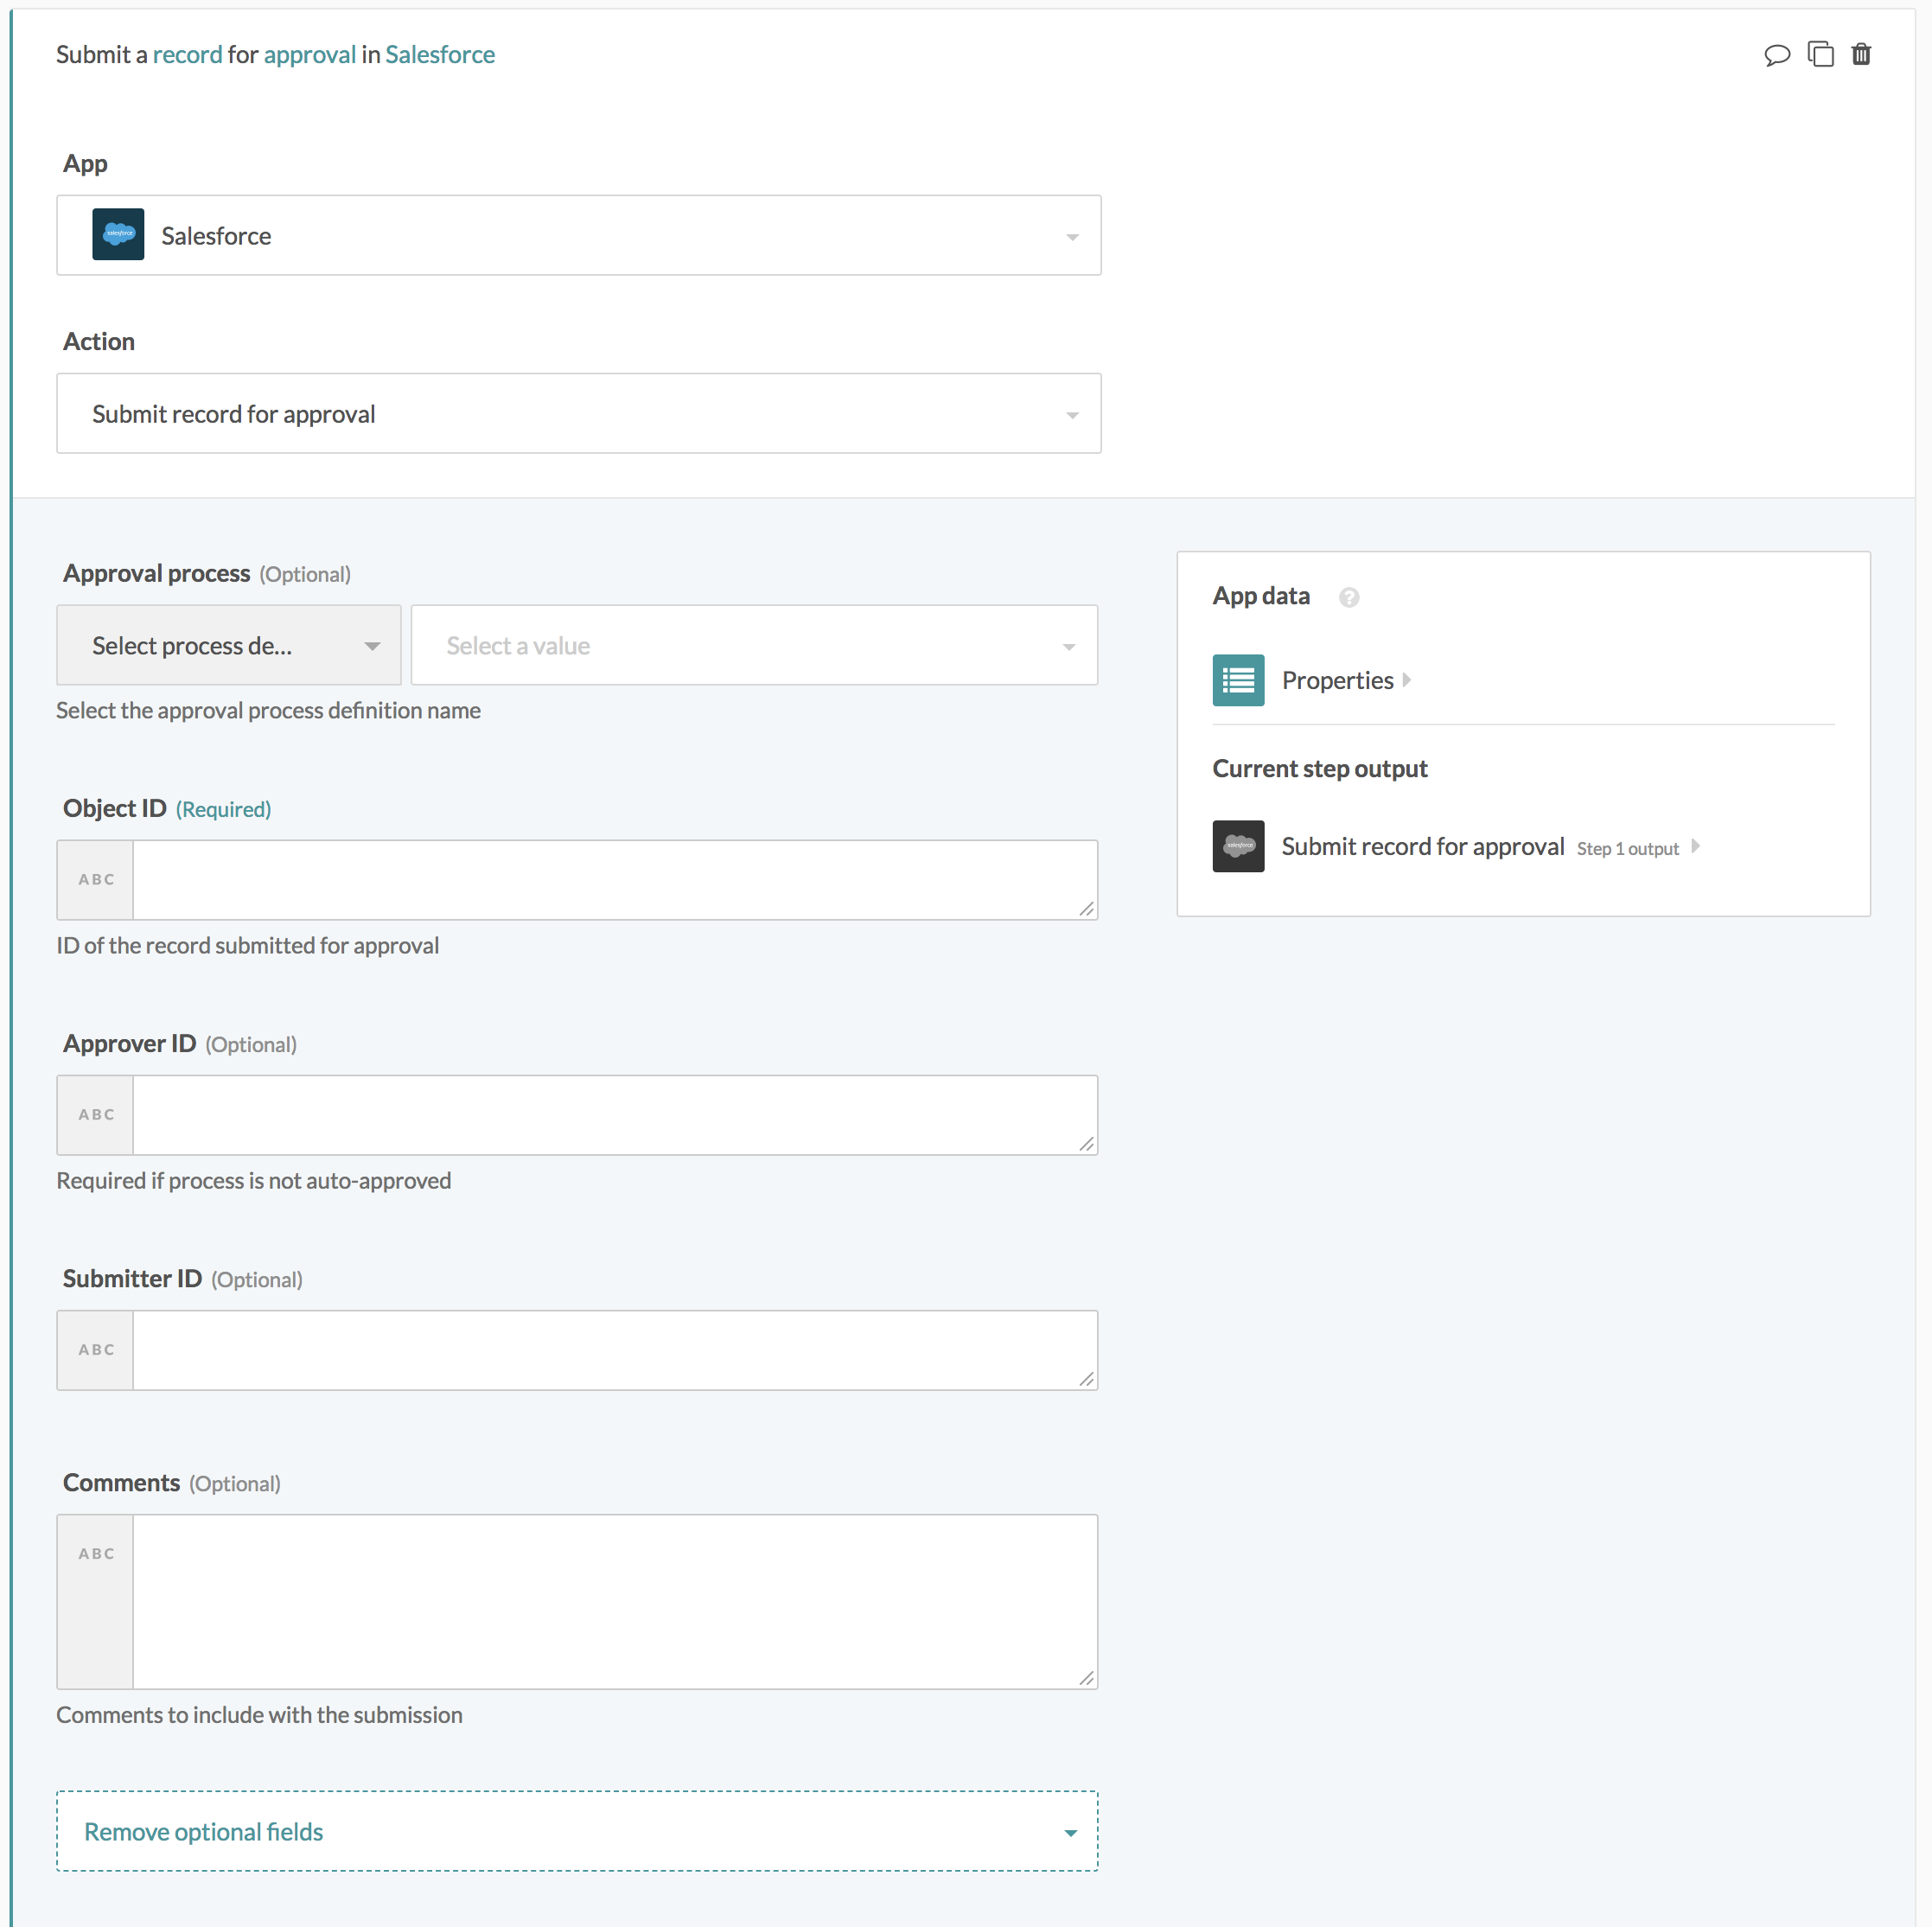 Submit a record for approval in Salesforce
App
salesforce
Salesforce
Action
Submit record for approval
Approval process (Optional)
Select process de...
Select a value
Select the approval process definition name
Object ID (Required)
ABC
ID of the record submitted for approval
Approver ID (Optional)
ABC
Required if process is not auto-approved
Submitter ID (Optional)
ABC
Comments (Optional)
ABC
Comments to include with the submission
Remove optional fields
App data ?
Properties
Current step output
salesforce
Submit record for approval Step 1 output